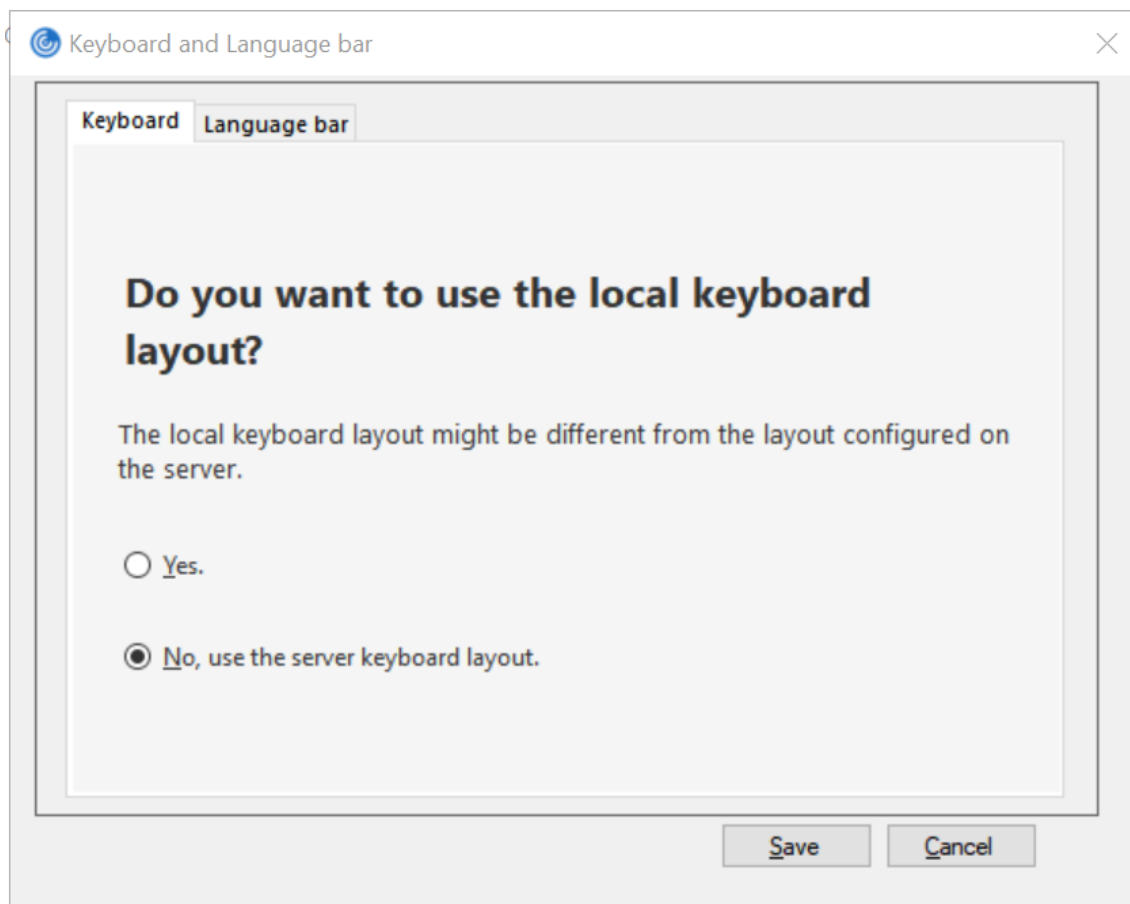 Keyboard and Language bar
Keyboard
Language bar
Do you want to use the local keyboard
layout?
The local keyboard layout might be different from the layout configured on
the server.
Yes.
No, use the server keyboard layout.
Save
Cancel